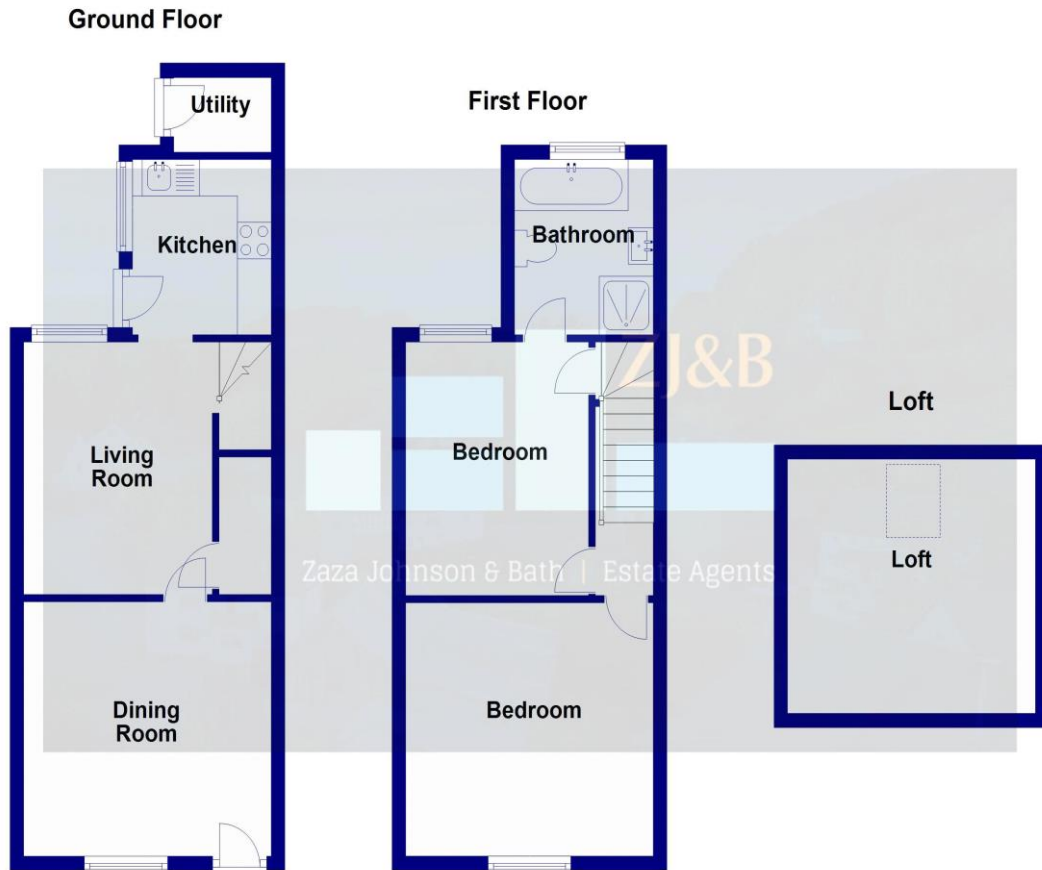 Ground Floor
Utility
Kitchen
Living
Room
Dining
Room
First Floor
Bathroom
Bedroom
Bedroom
ZJ&B
Zaza Johnson & Bath | Estate Agents
Loft
Loft